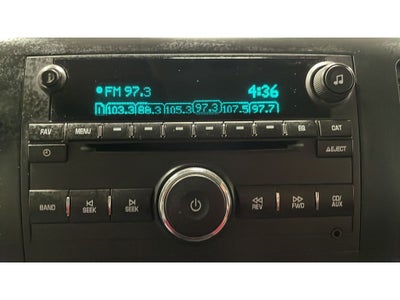 FM 97.3 4:36
1 103.3 88.3 105.3 97.3 107.5 97.7
FAV MENU EQ CAT
EJECT
BAND SEEK SEEK REV FWD CD/AUX